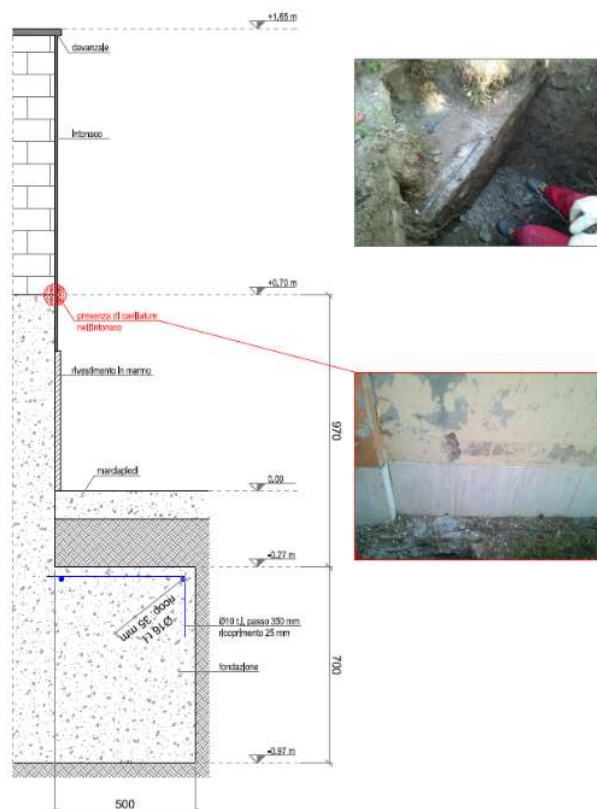 +1,65 m
davanzale
intonaco
+0,70 m
presenza di cavillature
nell'intonaco
rivestimento in marmo
970
marciapiedi
0.00
-0.27 m
Ø16 t.l.
ricop. 35 mm
Ø10 t.l. passo 350 mm
ricoprimento 25 mm
fondazione
700
-0.97 m
500